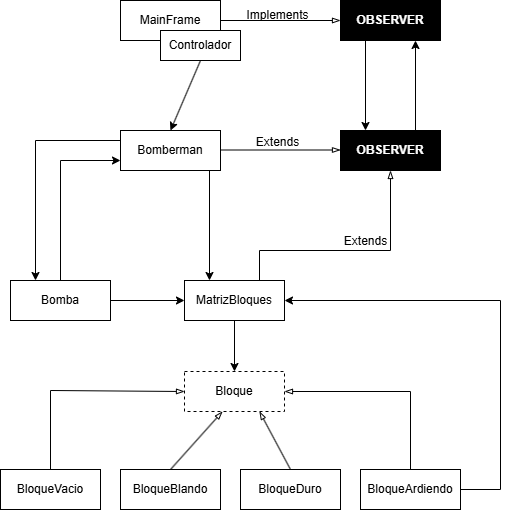 MainFrame
Implements
OBSERVER
Controlador
Bomberman
Extends
OBSERVER
Extends
Bomba
MatrizBloques
Bloque
BloqueVacio
BloqueBlando
BloqueDuro
BloqueArdiendo